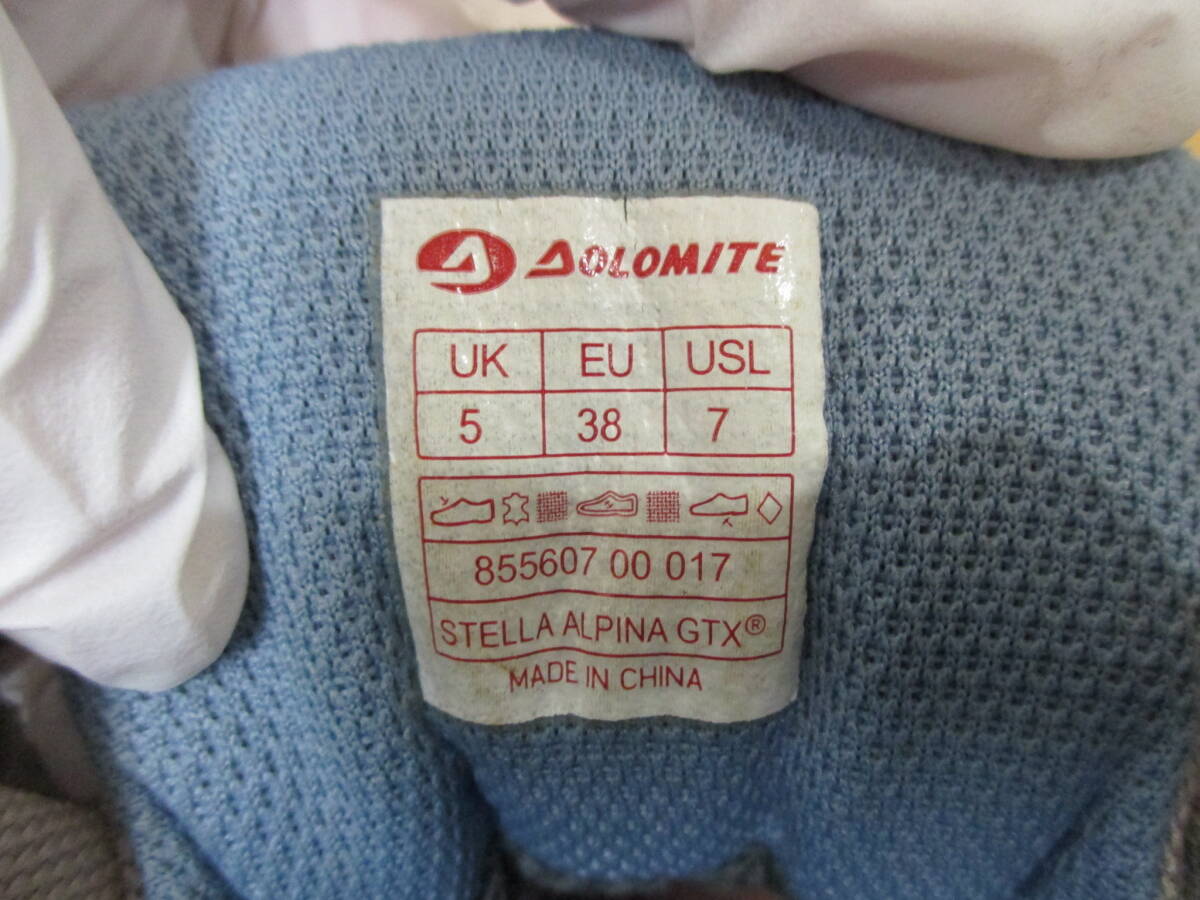 DOLOMITE
UK EU USL
5 38 7
855607 00 017
STELLA ALPINA GTX®
MADE IN CHINA